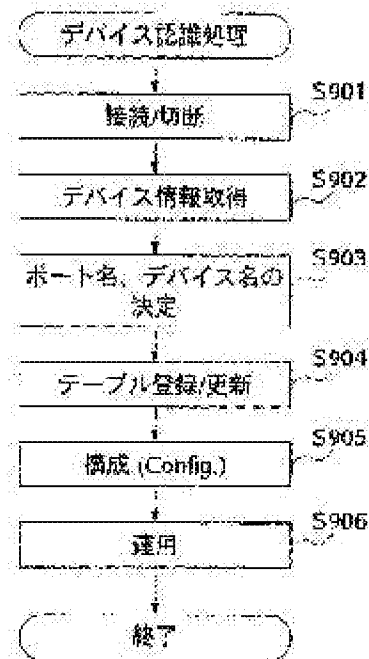 デバイス認識処理
S901
接続/切断
S902
デバイス情報取得
S903
ポート名、デバイス名の
決定
S904
テーブル登録/更新
S905
構成 (Config.)
S906
運用
終了